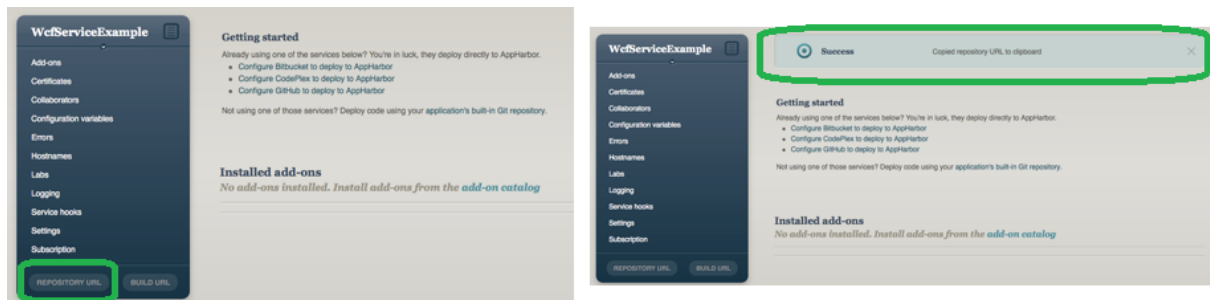 WcfServiceExample
Add-ons
Certificates
Collaborators
Configuration variables
Errors
Hostnames
Labs
Logging
Service hooks
Settings
Subscription
REPOSITORY URL
BUILD URL
Getting started
Already using one of the services below? You're in luck, they deploy directly to AppHarbor.
Configure Bitbucket to deploy to AppHarbor
Configure CodePlex to deploy to AppHarbor
Configure GitHub to deploy to AppHarbor
Not using one of those services? Deploy code using your application's built-in Git repository.
Installed add-ons
No add-ons installed. Install add-ons from the add-on catalog
WcfServiceExample
Add-ons
Certificates
Collaborators
Configuration variables
Errors
Hostnames
Labs
Logging
Service hooks
Settings
Subscription
REPOSITORY URL
BUILD URL
Success
Copied repository URL to clipboard
Getting started
Already using one of the services below? You're in luck, they deploy directly to AppHarbor.
Configure Bitbucket to deploy to AppHarbor
Configure CodePlex to deploy to AppHarbor
Configure GitHub to deploy to AppHarbor
Not using one of those services? Deploy code using your application's built-in Git repository.
Installed add-ons
No add-ons installed. Install add-ons from the add-on catalog